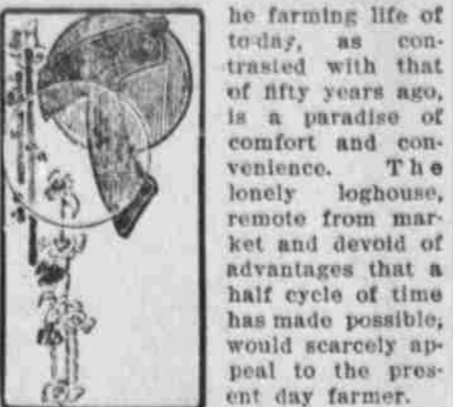 he farming life of
to-day, as con-
trasted with that
of fifty years ago,
is a paradise of
comfort and con-
venience. The
lonely loghouse,
remote from mar-
ket and devoid of
advantages that a
half cycle of time
has made possible,
would scarcely ap-
peal to the pres-
ent day farmer.